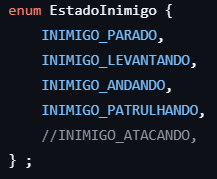 enum EstadoInimigo {
    INIMIGO_PARADO,
    INIMIGO_LEVANTANDO,
    INIMIGO_ANDANDO,
    INIMIGO_PATRULHANDO,
    //INIMIGO_ATACANDO,
} ;